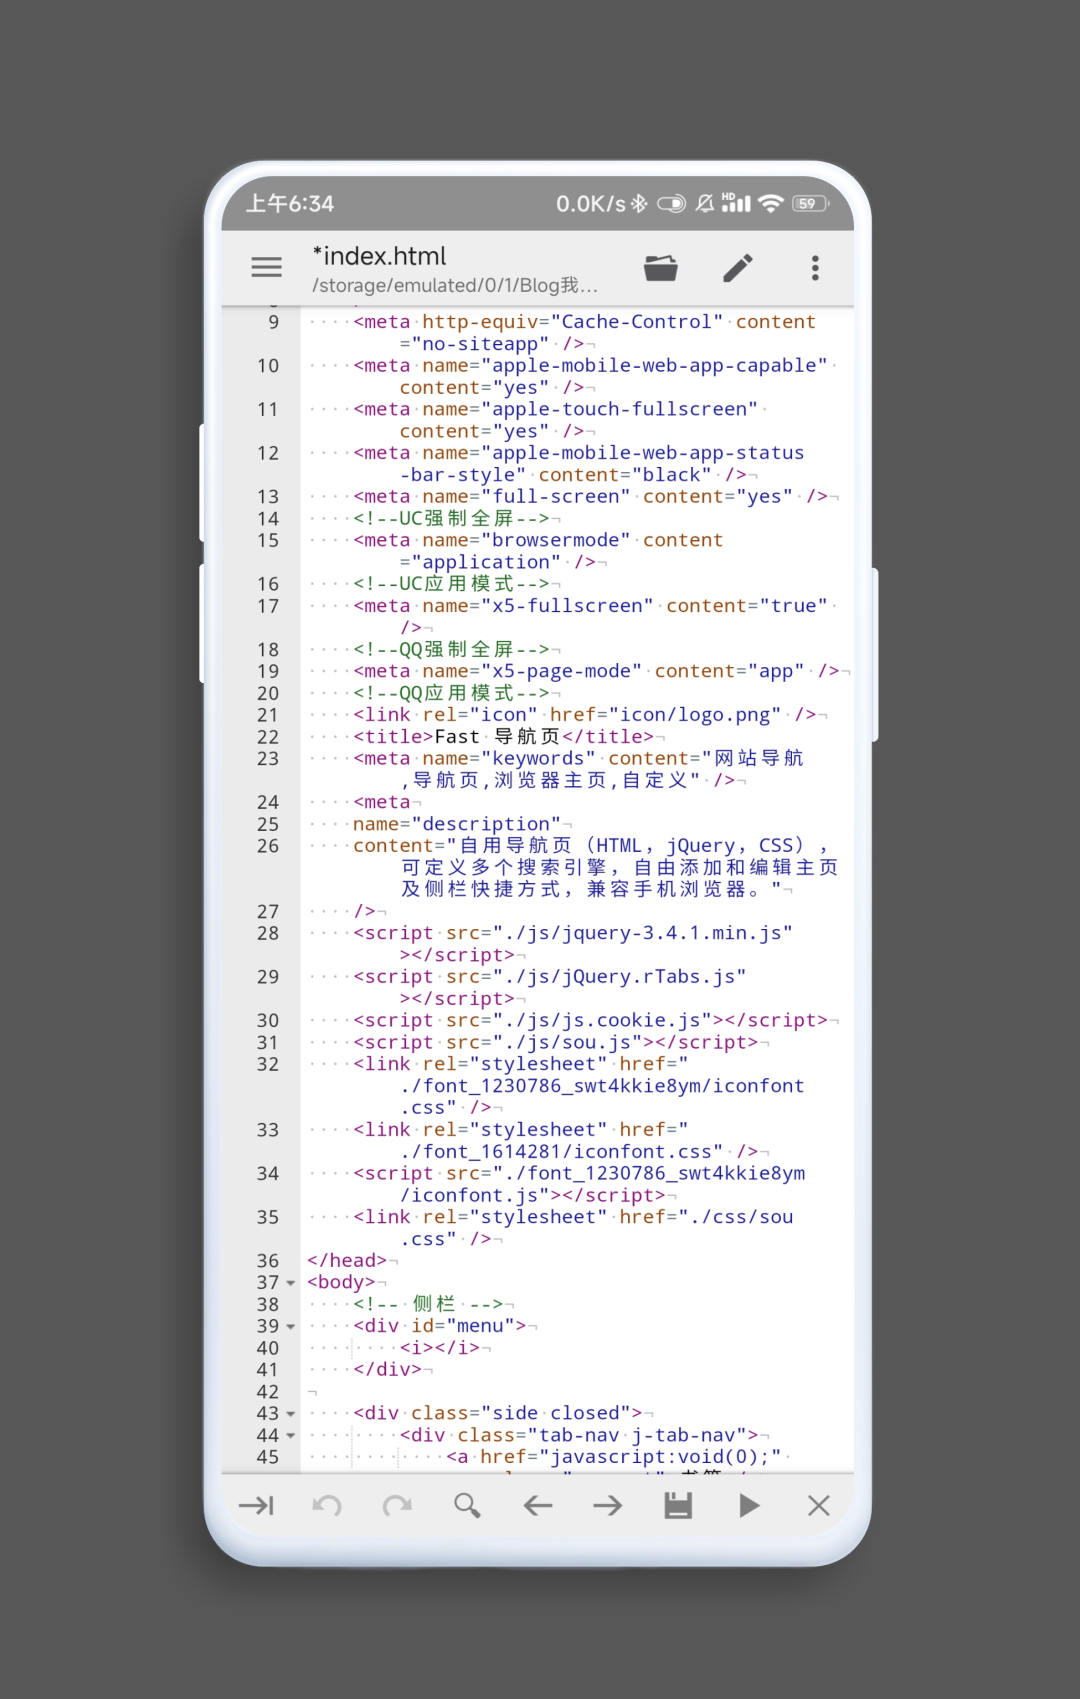 上午6:34
0.0K/s HD 59
*index.html
/storage/emulated/0/1/Blog我...
9 <meta http-equiv="Cache-Control" content
="no-siteapp" />
10 <meta name="apple-mobile-web-app-capable"
content="yes" />
11 <meta name="apple-touch-fullscreen"
content="yes" />
12 <meta name="apple-mobile-web-app-status
-bar-style" content="black" />
13 <meta name="full-screen" content="yes" />
14 <!--UC强制全屏-->
15 <meta name="browsermode" content
="application" />
16 <!--UC应用模式-->
17 <meta name="x5-fullscreen" content="true"
/>
18 <!--QQ强制全屏-->
19 <meta name="x5-page-mode" content="app" />
20 <!--QQ应用模式-->
21 <link rel="icon" href="icon/logo.png" />
22 <title>Fast 导航页</title>
23 <meta name="keywords" content="网站导航
,导航页,浏览器主页,自定义" />
24 <meta
25 name="description"
26 content="自用导航页（HTML，jQuery，CSS），
可定义多个搜索引擎，自由添加和编辑主页
及侧栏快捷方式，兼容手机浏览器。"
27 />
28 <script src="./js/jquery-3.4.1.min.js"
></script>
29 <script src="./js/jQuery.rTabs.js"
></script>
30 <script src="./js/js.cookie.js"></script>
31 <script src="./js/sou.js"></script>
32 <link rel="stylesheet" href="
./font_1230786_swt4kkie8ym/iconfont
.css" />
33 <link rel="stylesheet" href="
./font_1614281/iconfont.css" />
34 <script src="./font_1230786_swt4kkie8ym
/iconfont.js"></script>
35 <link rel="stylesheet" href="./css/sou
.css" />
36 </head>
37 <body>
38 <!-- 侧栏 -->
39 <div id="menu">
40 <i></i>
41 </div>
42
43 <div class="side closed">
44 <div class="tab-nav j-tab-nav">
45 <a href="javascript:void(0);"